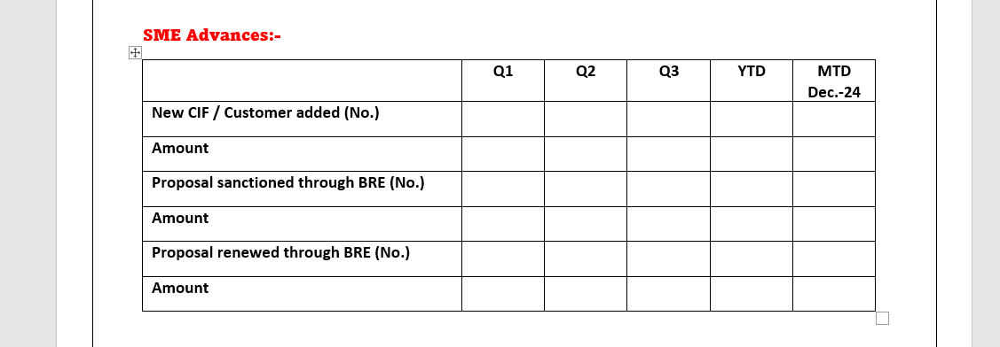 SME Advances:-
Q1 Q2 Q3 YTD MTD
Dec.-24
New CIF / Customer added (No.)
Amount
Proposal sanctioned through BRE (No.)
Amount
Proposal renewed through BRE (No.)
Amount